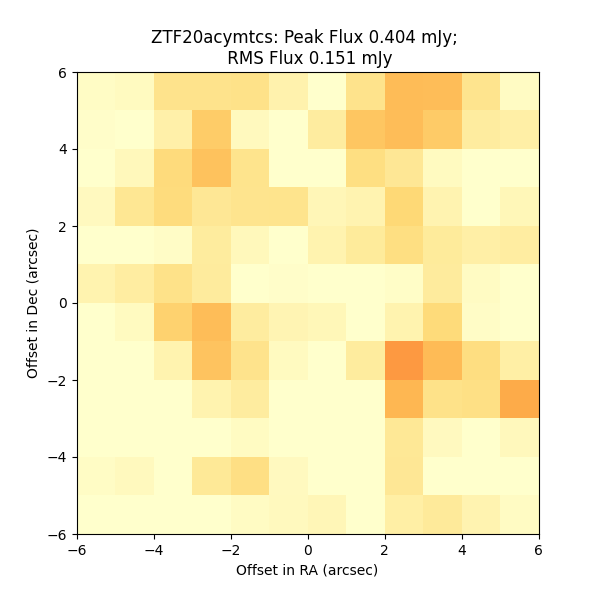 ZTF20acymtcs: Peak Flux 0.404 mJy;
RMS Flux 0.151 mJy
6
4
2
0
−2
−4
−6
Offset in Dec (arcsec)
−6 −4 −2 0 2 4 6
Offset in RA (arcsec)